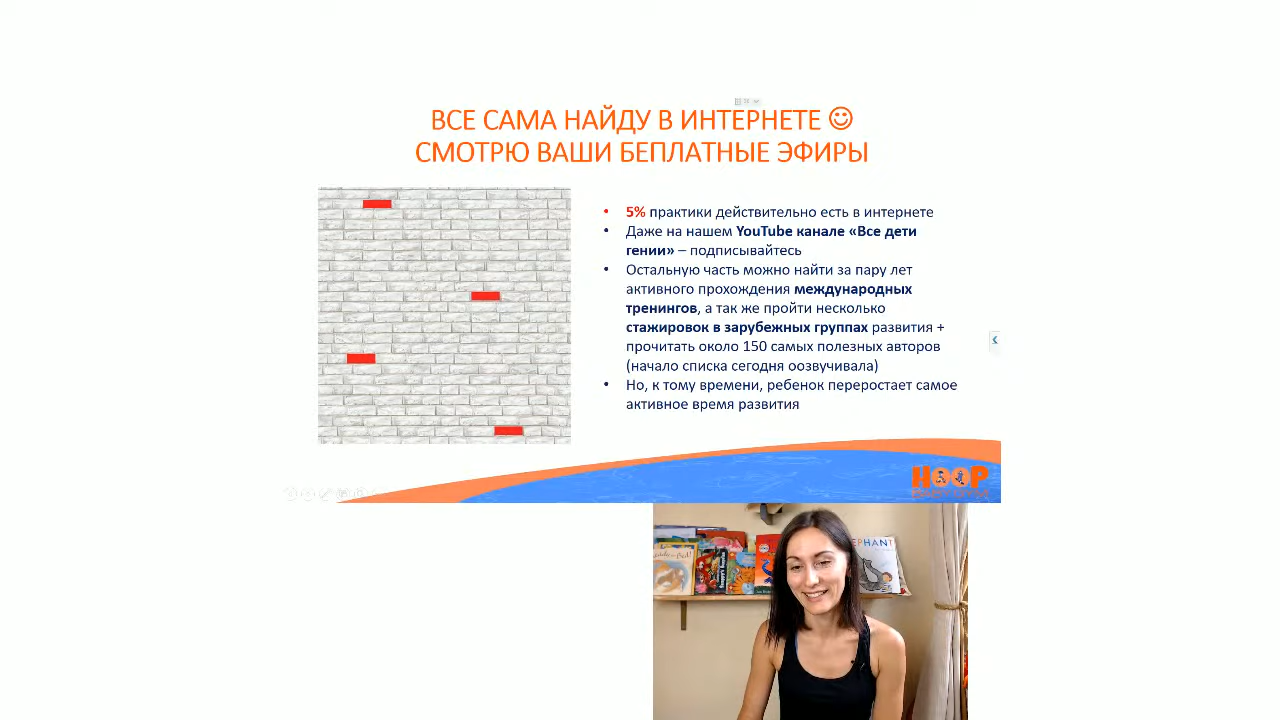 ВСЕ САМА НАЙДУ В ИНТЕРНЕТЕ ☺
СМОТРЮ ВАШИ БЕПЛАТНЫЕ ЭФИРЫ
• 5% практики действительно есть в интернете
• Даже на нашем YouTube канале «Все дети
гении» – подписывайтесь
• Остальную часть можно найти за пару лет
активного прохождения международных
тренингов, а так же пройти несколько
стажировок в зарубежных группах развития +
прочитать около 150 самых полезных авторов
(начало списка сегодня оозвучивала)
• Но, к тому времени, ребенок переростает самое
активное время развития
HOOP
EPHANT